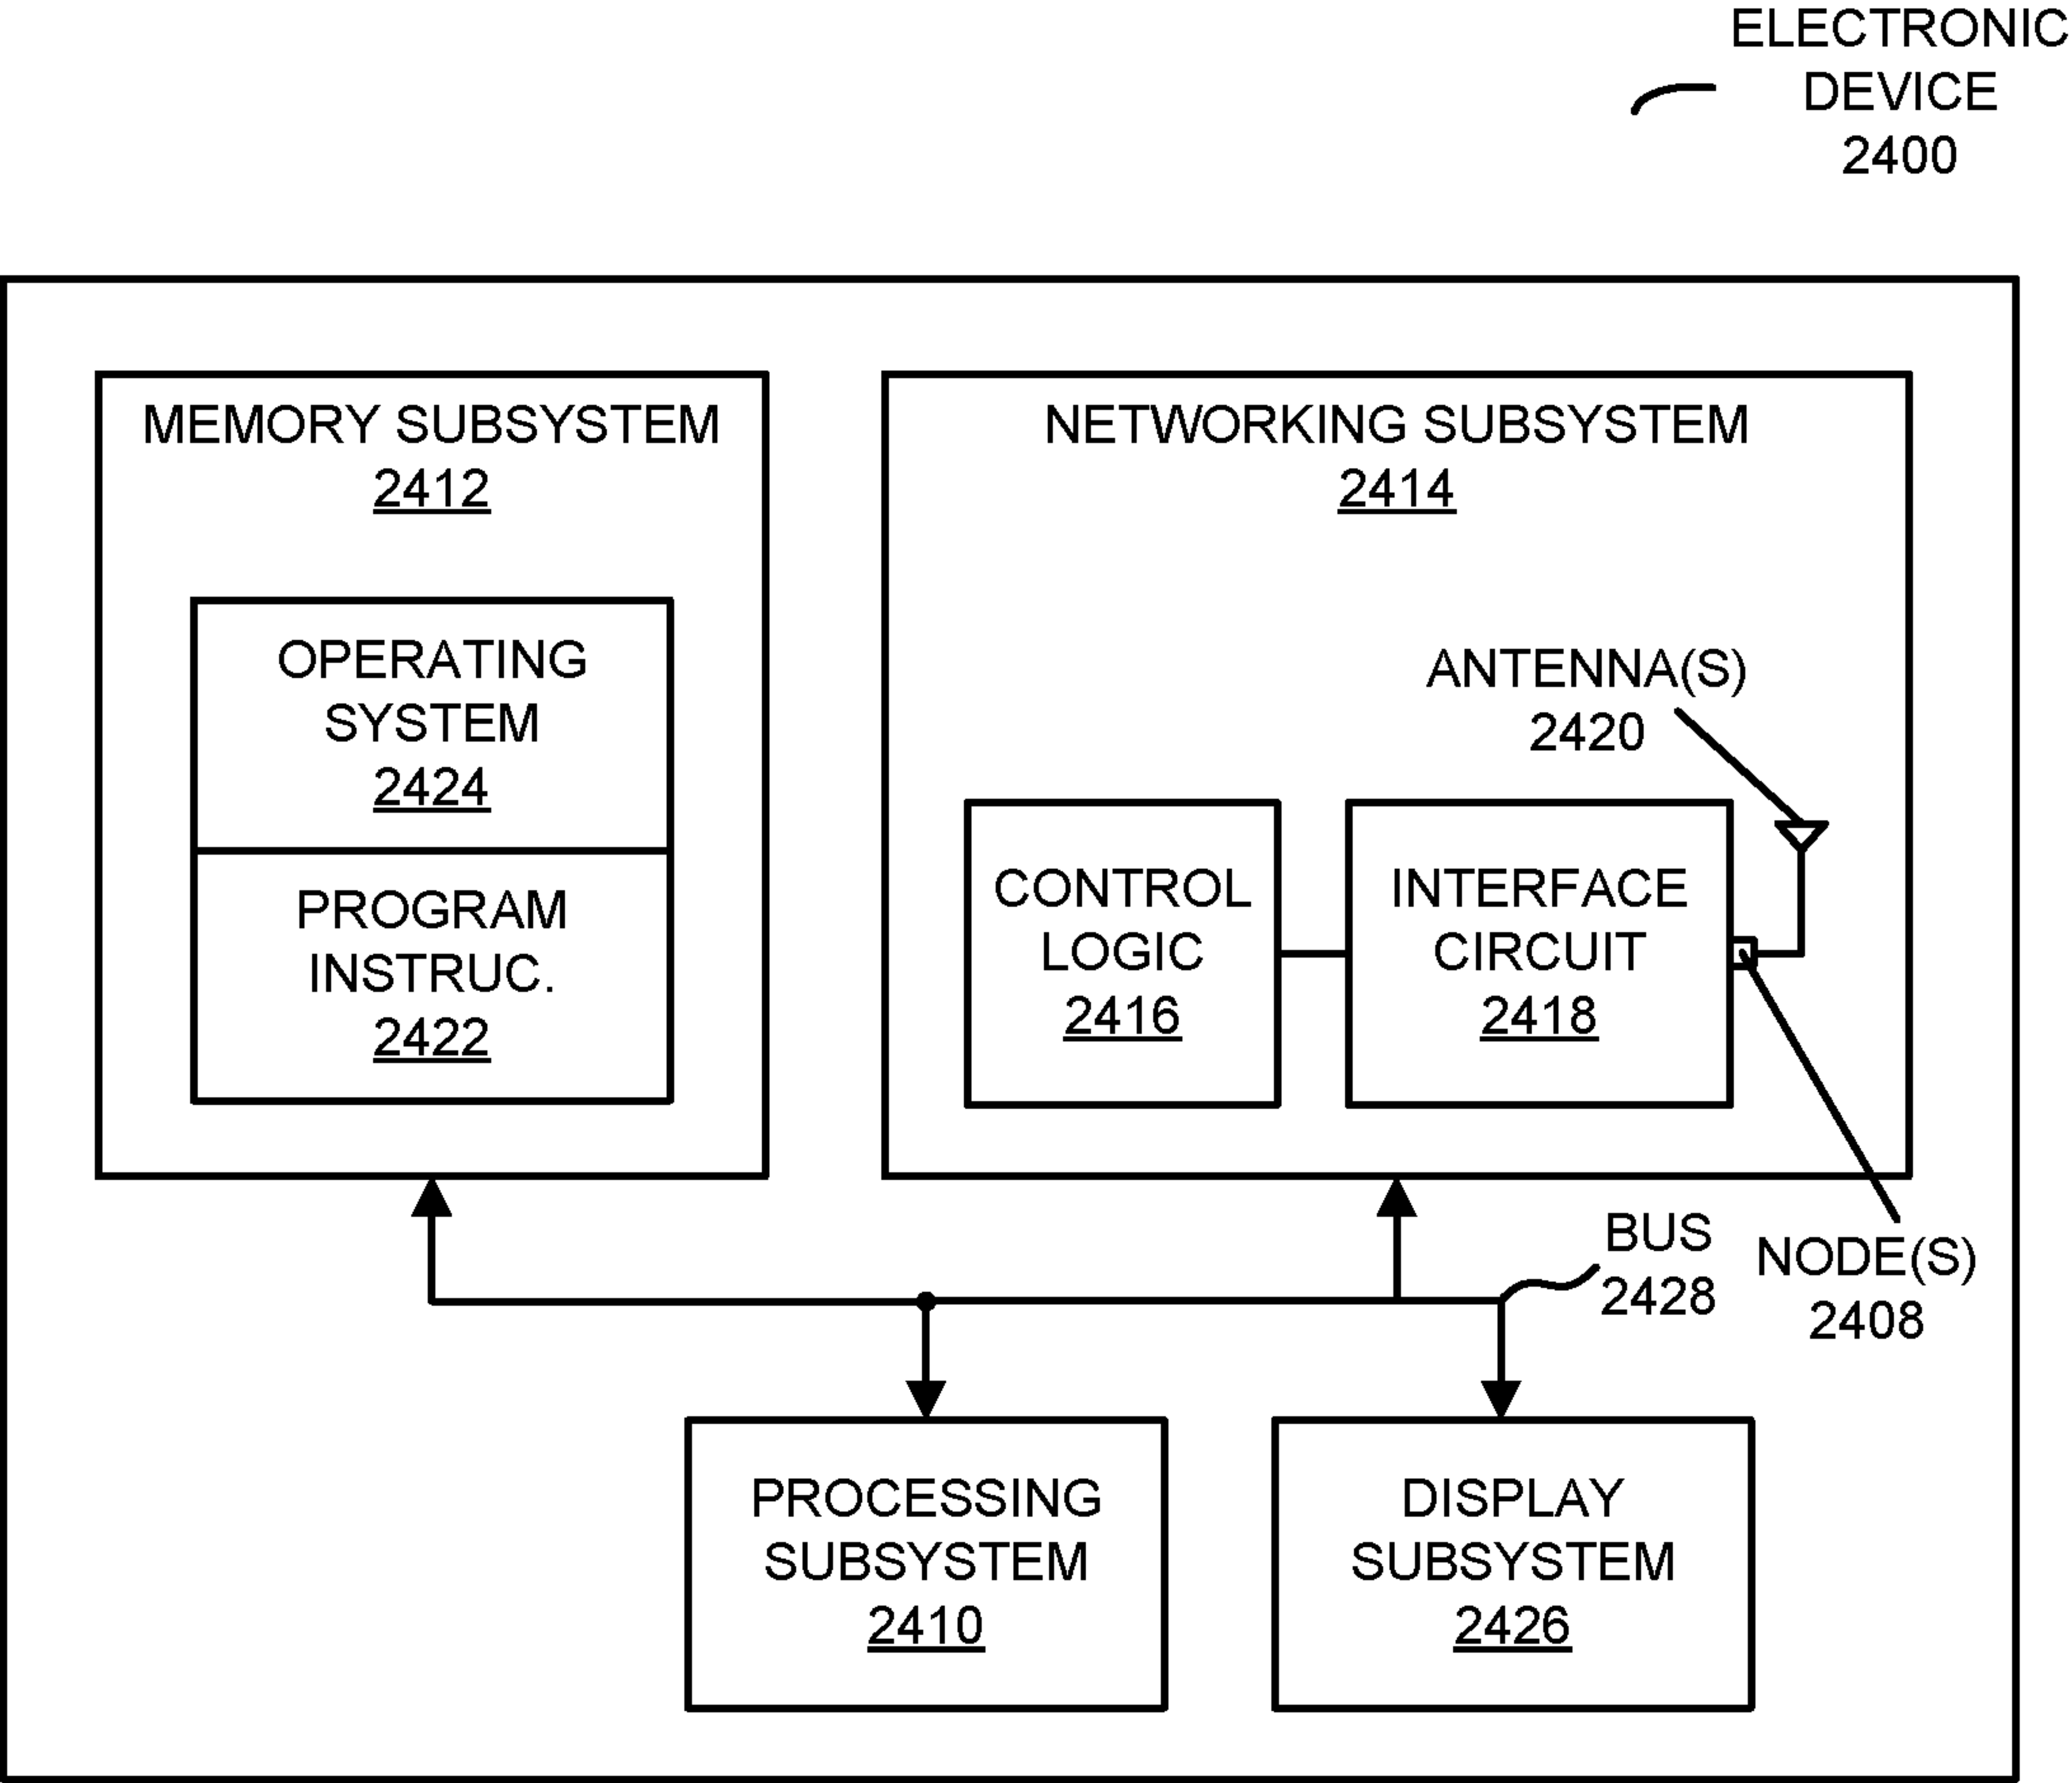 ELECTRONIC
DEVICE
2400
MEMORY SUBSYSTEM
2412
OPERATING
SYSTEM
2424
PROGRAM
INSTRUC.
2422
NETWORKING SUBSYSTEM
2414
ANTENNA(S)
2420
CONTROL
LOGIC
2416
INTERFACE
CIRCUIT
2418
BUS
2428
NODE(S)
2408
PROCESSING
SUBSYSTEM
2410
DISPLAY
SUBSYSTEM
2426